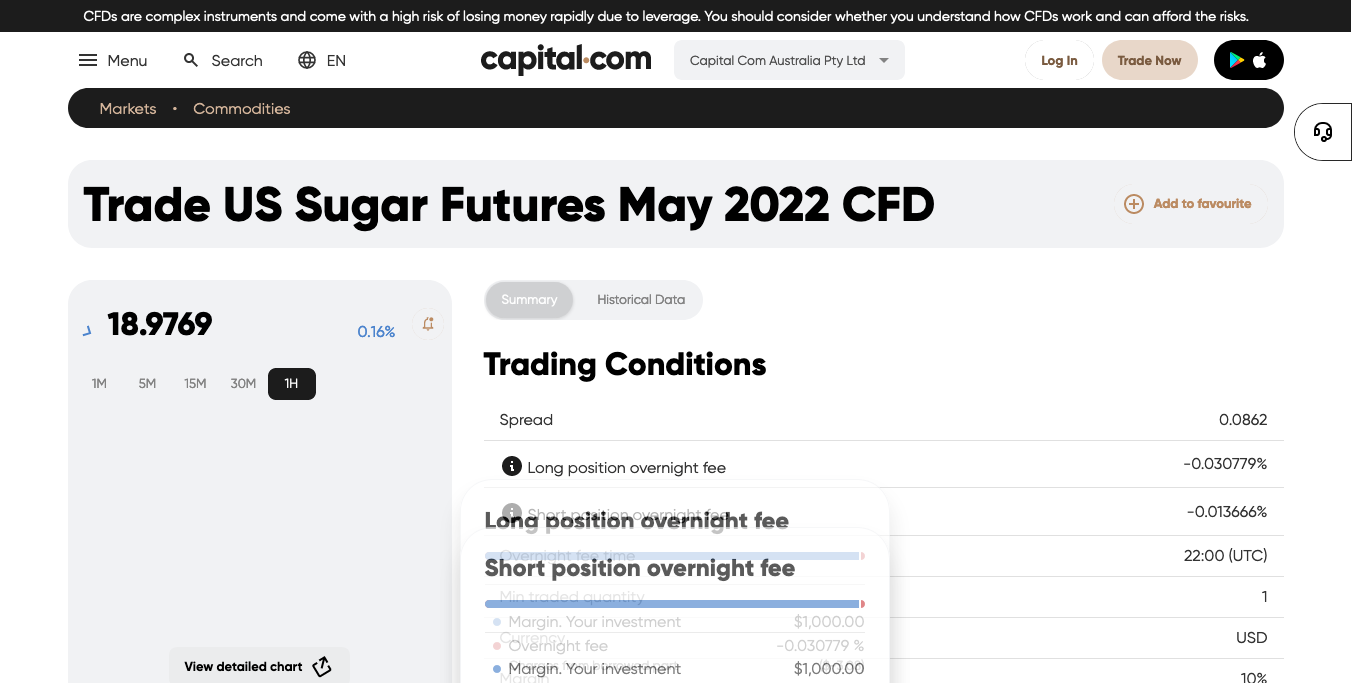 CFDs are complex instruments and come with a high risk of losing money rapidly due to leverage. You should consider whether you understand how CFDs work and can afford the risks.
Menu Search EN capital.com Capital Com Australia Pty Ltd Log In Trade Now
Markets • Commodities
Trade US Sugar Futures May 2022 CFD Add to favourite
18.9769 0.16%
1M 5M 15M 30M 1H
View detailed chart
Summary Historical Data
Trading Conditions
Spread 0.0862
Long position overnight fee -0.030779%
Short position overnight fee -0.013666%
Long position overnight fee
Overnight fee time 22:00 (UTC)
Short position overnight fee
Min traded quantity 1
Margin. Your investment $1,000.00
Currency USD
Overnight fee -0.030779 %
Margin. Your investment $1,000.00
Margin 10%